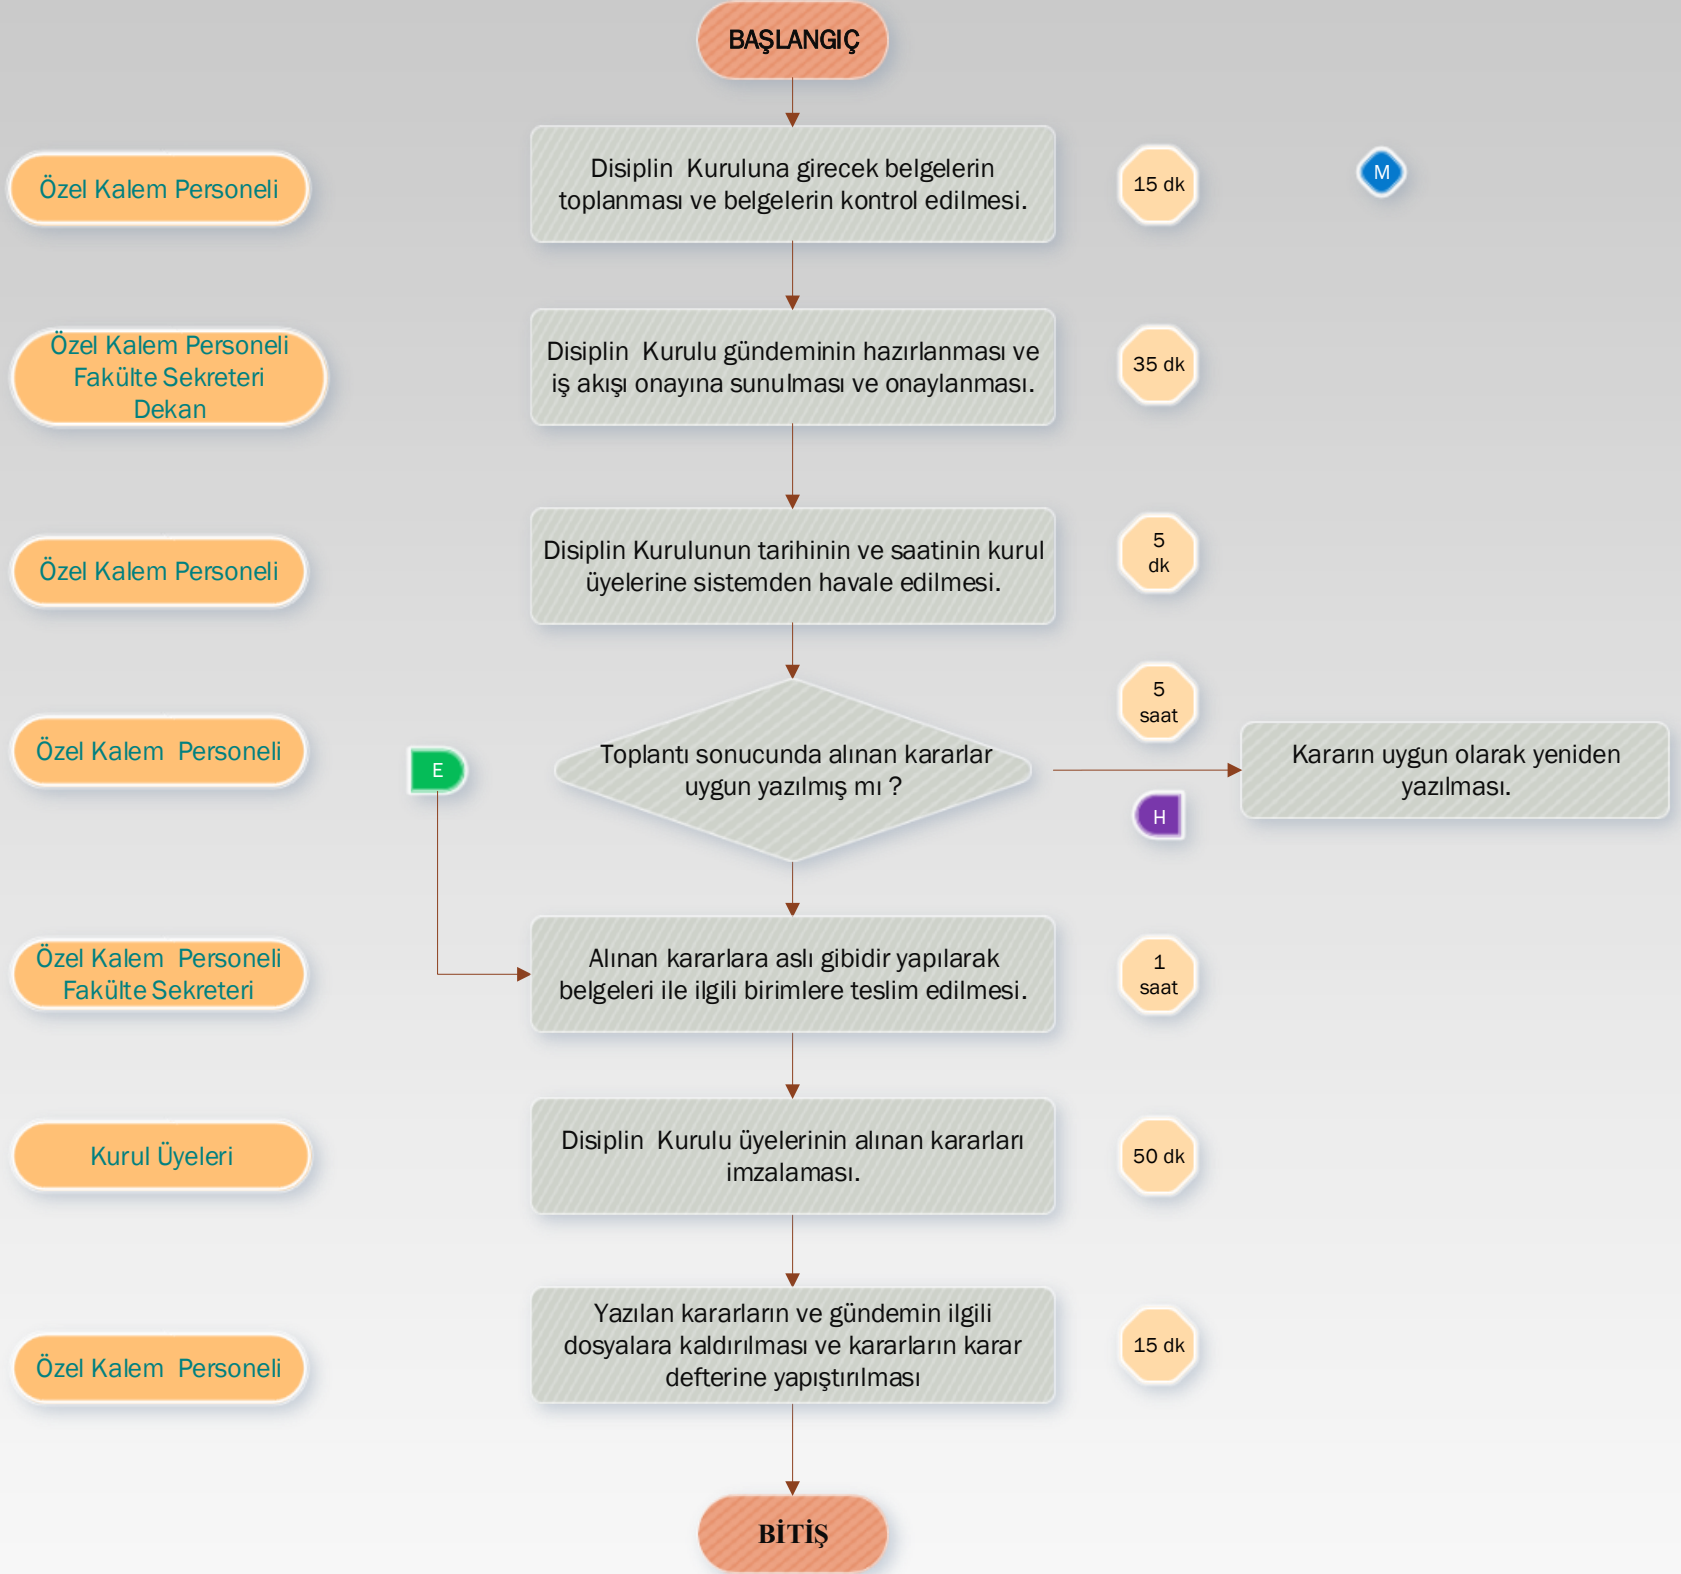 BAŞLANGIÇ
Özel Kalem Personeli
Disiplin  Kuruluna girecek belgelerin
toplanması ve belgelerin kontrol edilmesi.
15 dk
M
Özel Kalem Personeli
Fakülte Sekreteri
Dekan
Disiplin  Kurulu gündeminin hazırlanması ve
iş akışı onayına sunulması ve onaylanması.
35 dk
Özel Kalem Personeli
Disiplin Kurulunun tarihinin ve saatinin kurul
üyelerine sistemden havale edilmesi.
5
dk
Özel Kalem  Personeli
E
Toplantı sonucunda alınan kararlar
uygun yazılmış mı ?
5
saat
H
Kararın uygun olarak yeniden
yazılması.
Özel Kalem  Personeli
Fakülte Sekreteri
Alınan kararlara aslı gibidir yapılarak
belgeleri ile ilgili birimlere teslim edilmesi.
1
saat
Kurul Üyeleri
Disiplin  Kurulu üyelerinin alınan kararları
imzalaması.
50 dk
Özel Kalem  Personeli
Yazılan kararların ve gündemin ilgili
dosyalara kaldırılması ve kararların karar
defterine yapıştırılması
15 dk
BİTİŞ